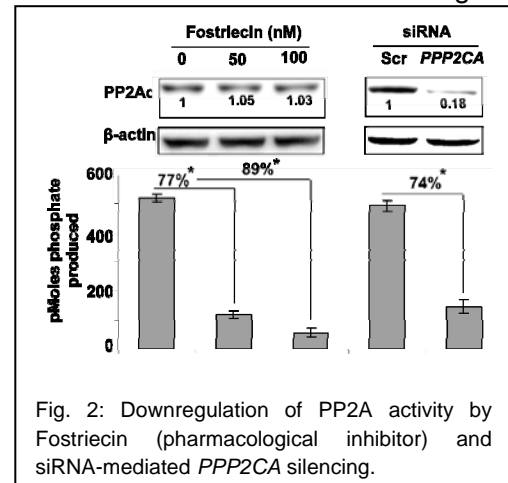 Fostriecin (nM)
siRNA
0 50 100
Scr PPP2CA
PP2Ac
1 1.05 1.03
1 0.18
β-actin
600
400
200
0
pMoles phosphate
produced
77%*
89%*
74%*
Fig. 2: Downregulation of PP2A activity by
Fostriecin (pharmacological inhibitor) and
siRNA-mediated PPP2CA silencing.